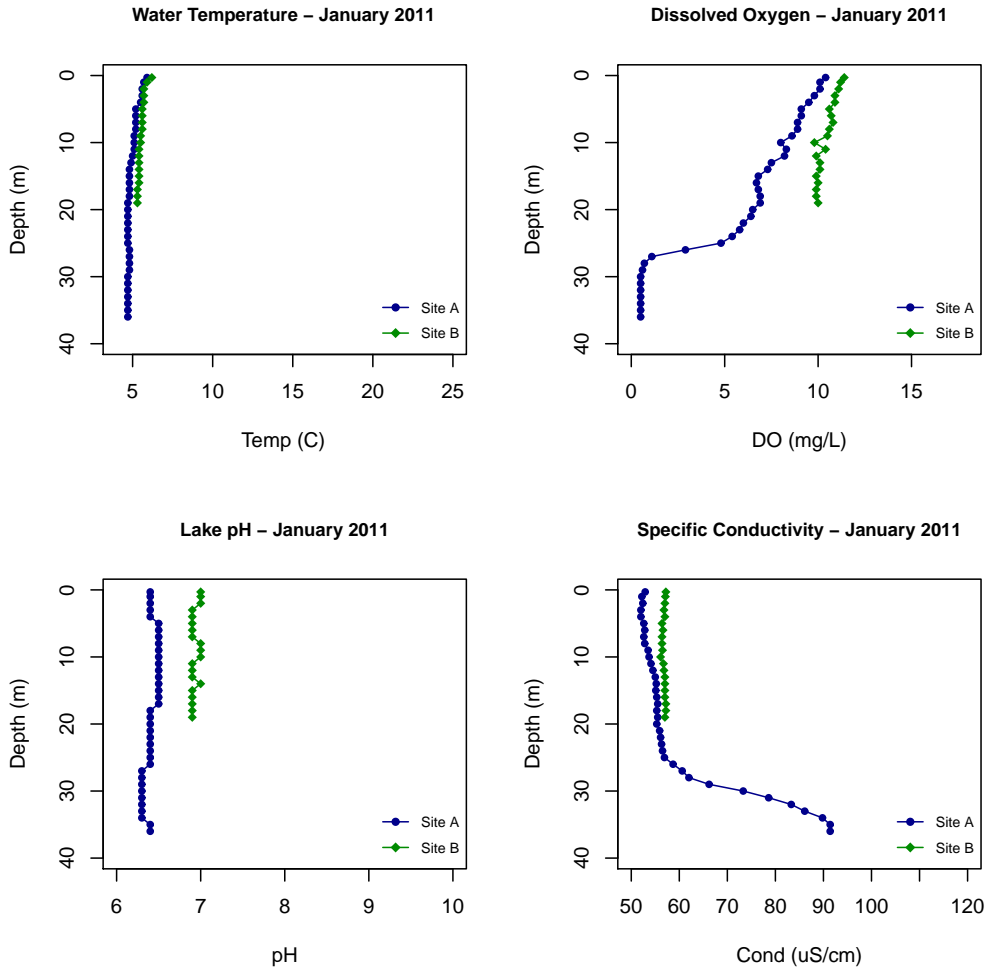 Water Temperature – January 2011
0
10
20
30
40
Depth (m)
Site A
Site B
5 10 15 20 25
Temp (C)
Dissolved Oxygen – January 2011
0
10
20
30
40
Depth (m)
Site A
Site B
0 5 10 15
DO (mg/L)
Lake pH – January 2011
0
10
20
30
40
Depth (m)
Site A
Site B
6 7 8 9 10
pH
Specific Conductivity – January 2011
0
10
20
30
40
Depth (m)
Site A
Site B
50 60 70 80 90 100 120
Cond (uS/cm)